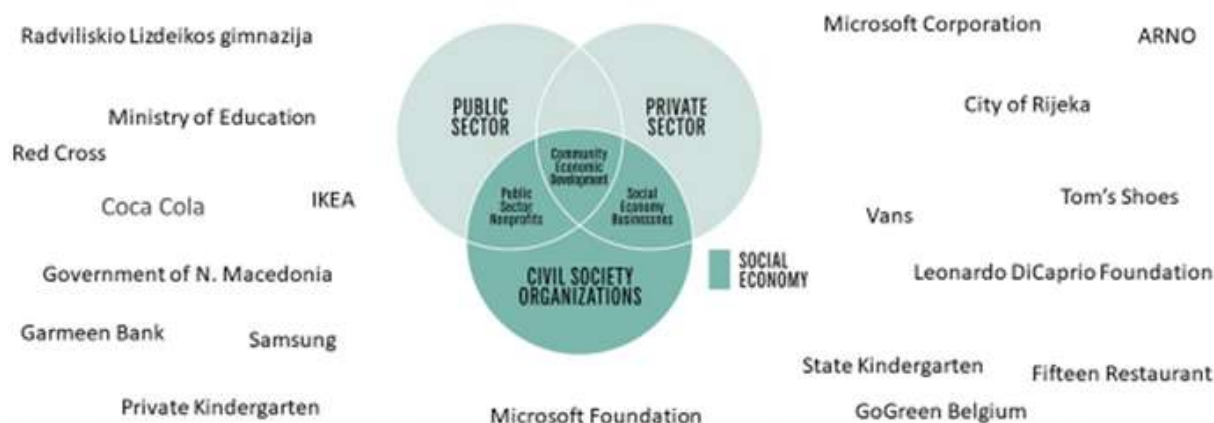 Radviliskio Lizdeikos gimnazija
Ministry of Education
Red Cross
Coca Cola
IKEA
Government of N. Macedonia
Garmeen Bank
Samsung
Private Kindergarten
PUBLIC
SECTOR
PRIVATE
SECTOR
Community
Economic
Development
Public
Sector
Nonprofits
Social
Economy
Businesses
CIVIL SOCIETY
ORGANIZATIONS
SOCIAL
ECONOMY
Microsoft Foundation
Microsoft Corporation
ARNO
City of Rijeka
Tom's Shoes
Vans
Leonardo DiCaprio Foundation
State Kindergarten
Fifteen Restaurant
GoGreen Belgium